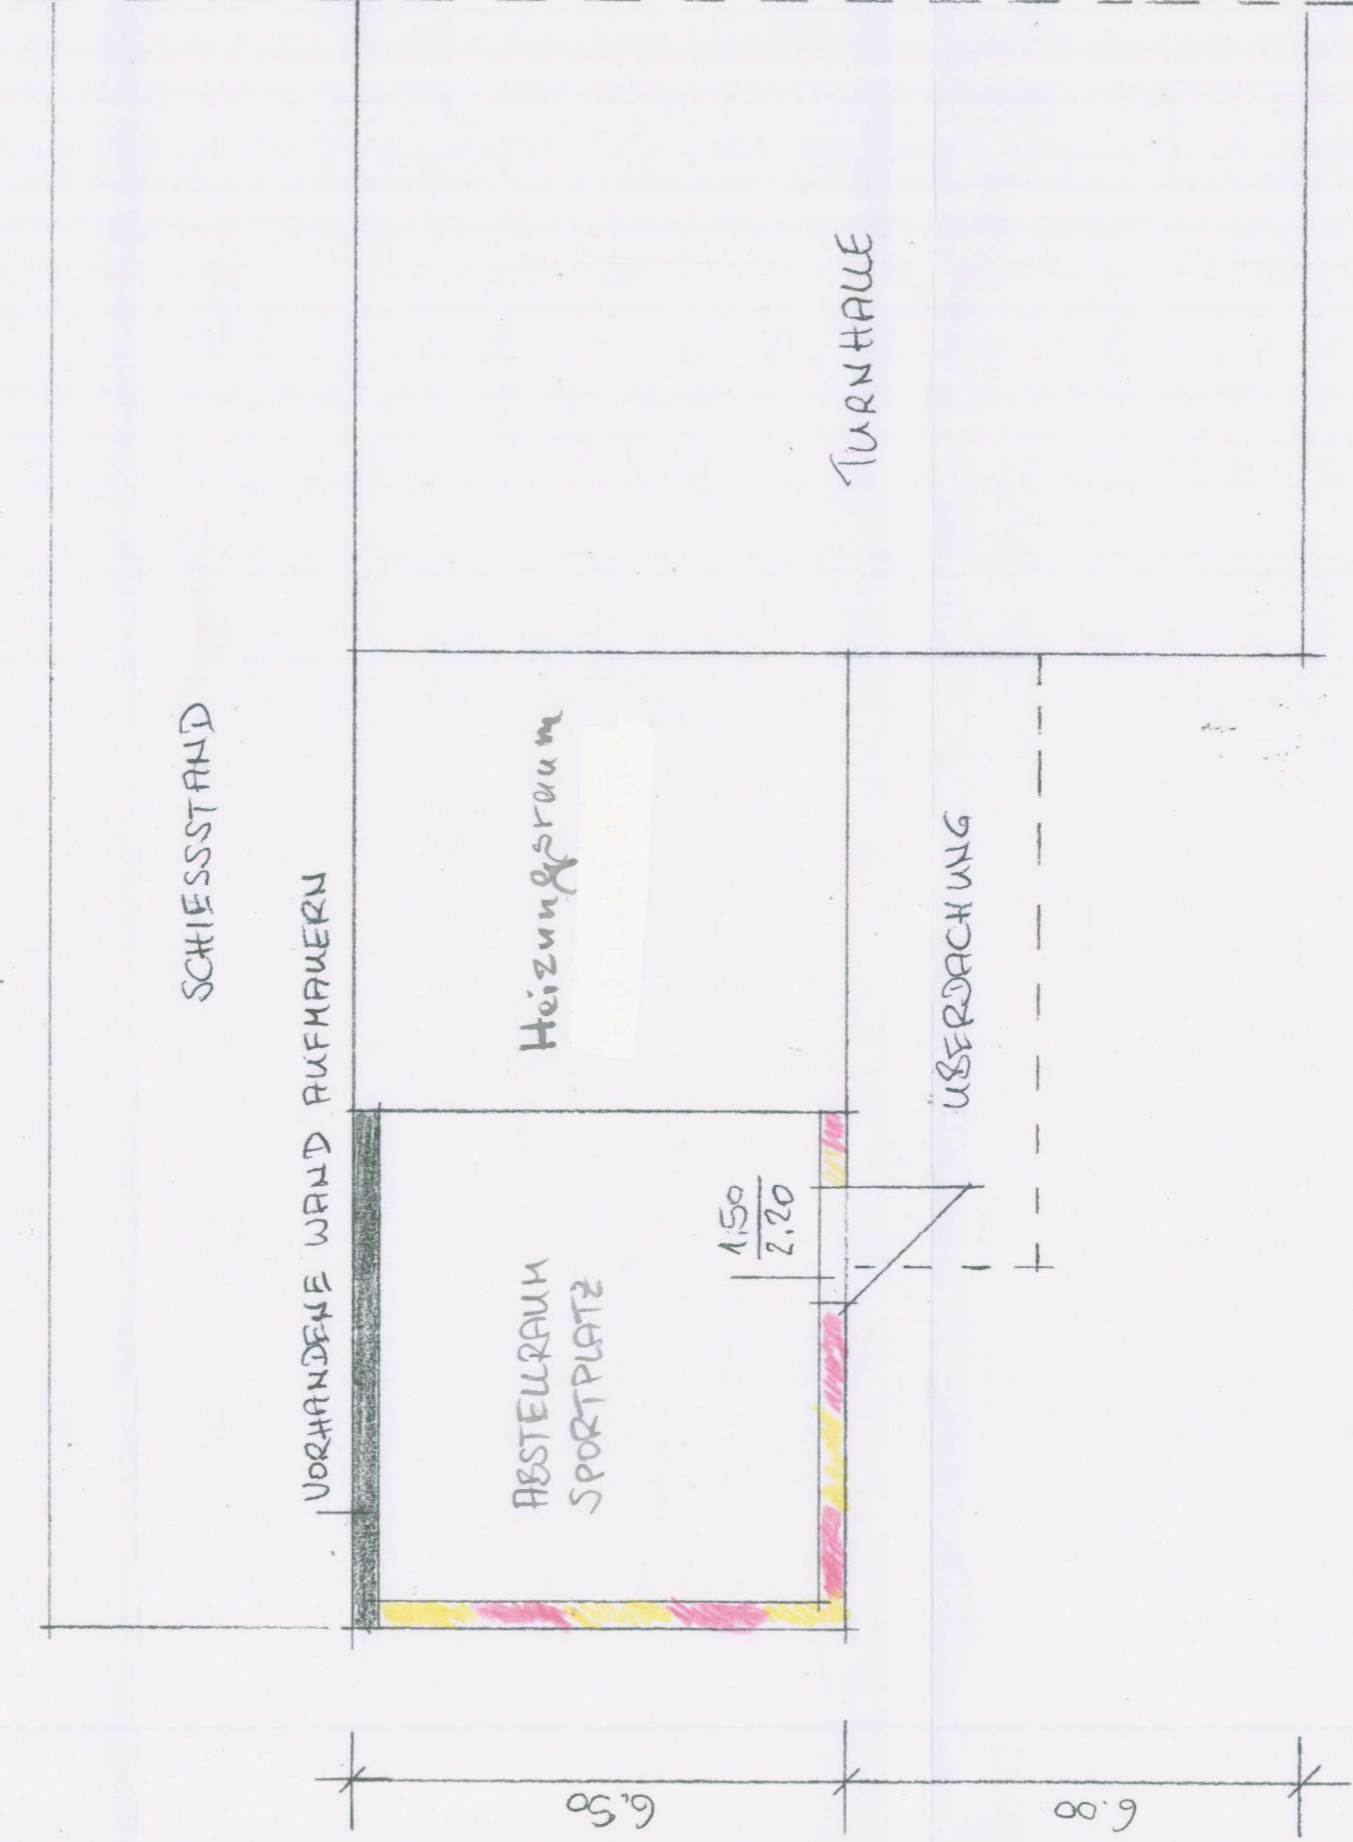 SCHIESSSTAND
VORHANDENE WAND AUFMAUERN
Heizungsraum
TURNHALLE
ABSTELLRAUM
SPORTPLATZ
1.50
2.20
ÜBERDACHUNG
6.50
6.00